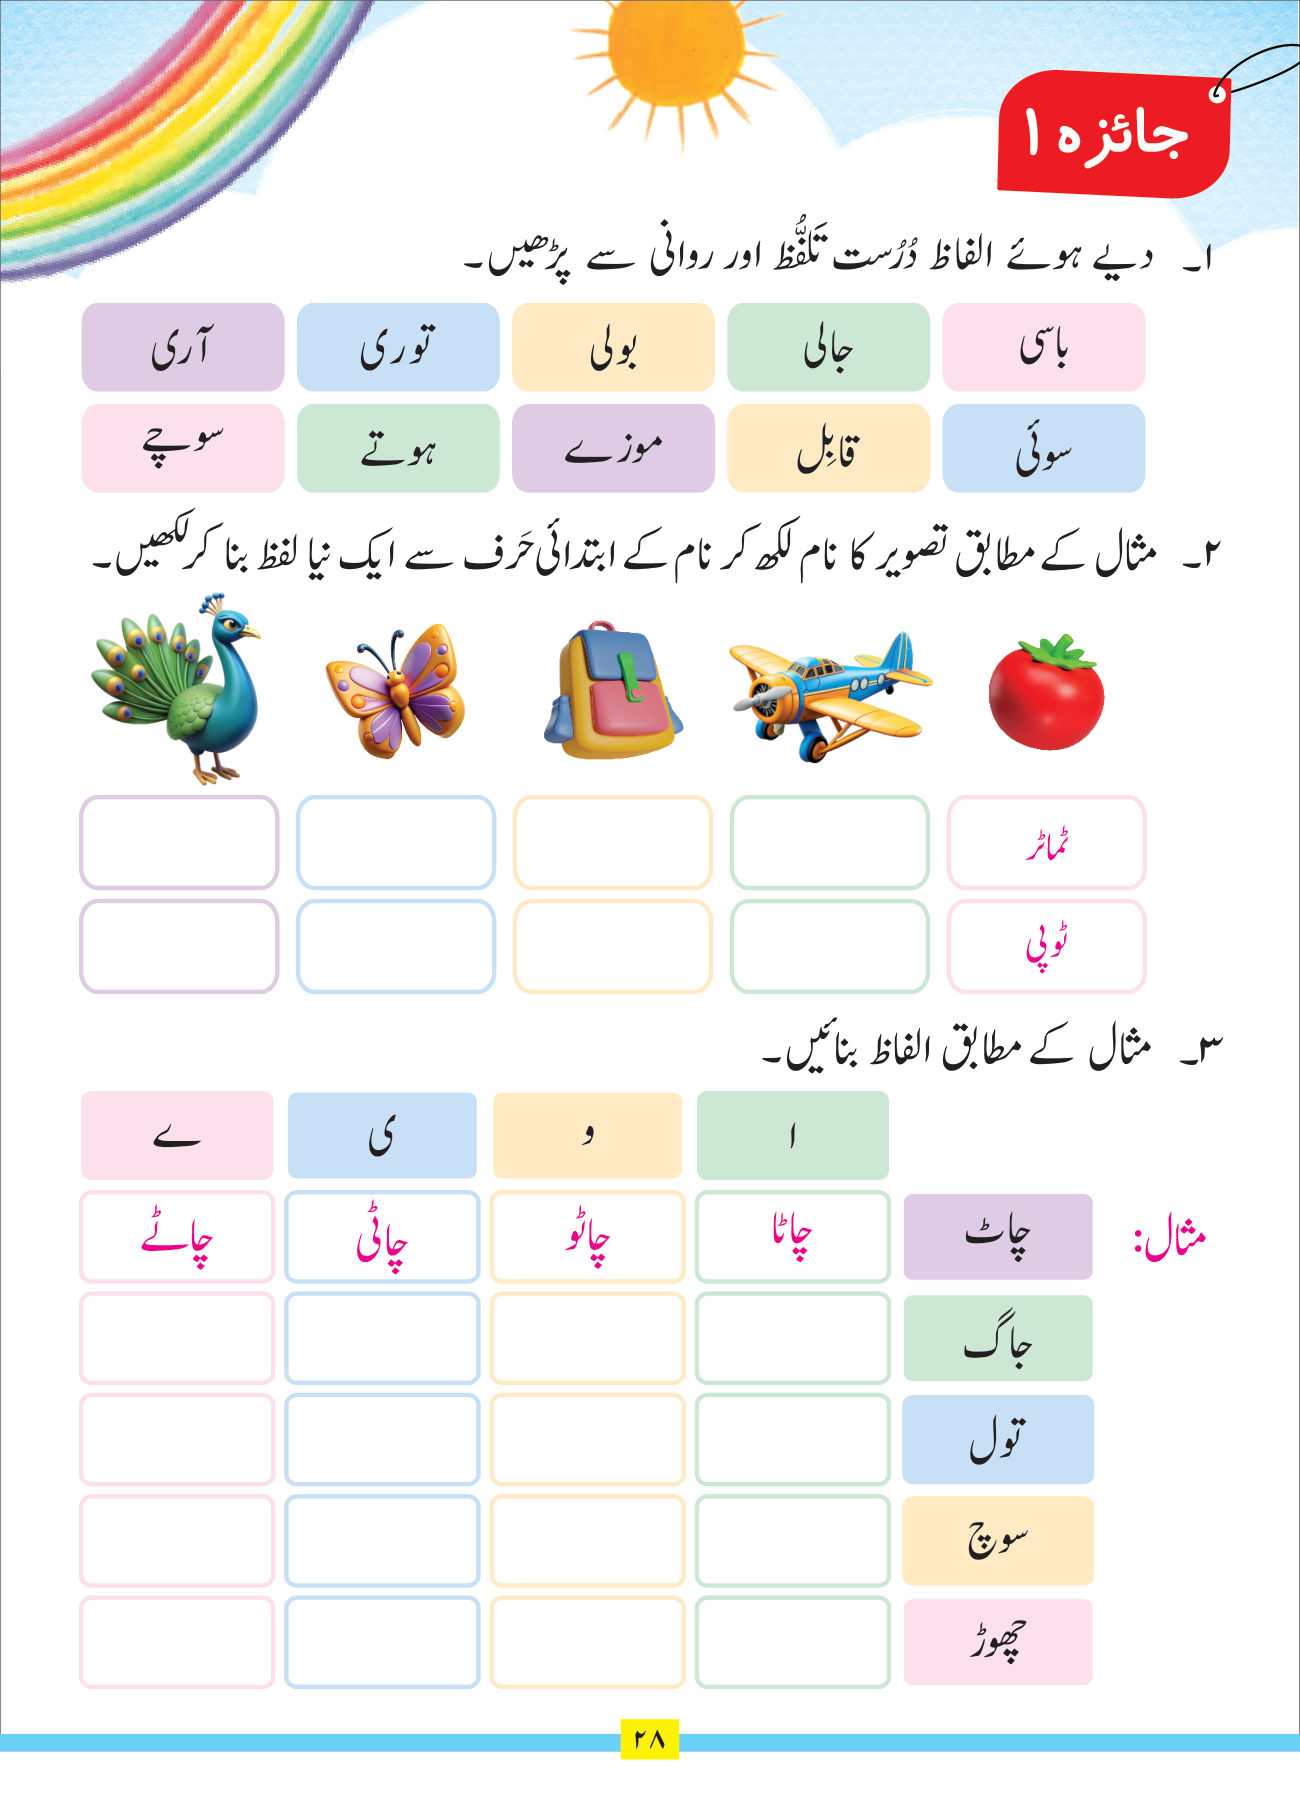 جائزہ ۱
۱۔ دیے ہوئے الفاظ دُرُست تَلَفُّظ اور روانی سے پڑھیں۔
باسی جالی بولی توری آری
سوئی قابِل موزے ہوتے سوچے
۲۔ مثال کے مطابق تصویر کا نام لکھ کر نام کے ابتدائی حَرف سے ایک نیا لفظ بنا کر لکھیں۔
ٹماٹر
ٹوپی
۳۔ مثال کے مطابق الفاظ بنائیں۔
ا و ی ے
مثال: چاٹ چاٹا چاٹو چاٹی چاٹے
جاگ
تول
سوچ
چھوڑ
۲۸